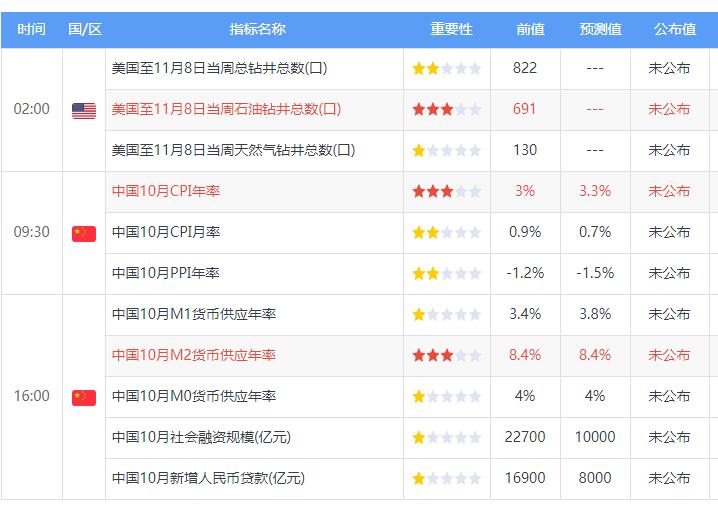 时间 国/区 指标名称 重要性 前值 预测值 公布值
美国至11月8日当周总钻井总数(口) 822 --- 未公布
02:00 美国至11月8日当周石油钻井总数(口) 691 --- 未公布
美国至11月8日当周天然气钻井总数(口) 130 --- 未公布
中国10月CPI年率 3% 3.3% 未公布
09:30 中国10月CPI月率 0.9% 0.7% 未公布
中国10月PPI年率 -1.2% -1.5% 未公布
中国10月M1货币供应年率 3.4% 3.8% 未公布
中国10月M2货币供应年率 8.4% 8.4% 未公布
16:00 中国10月M0货币供应年率 4% 4% 未公布
中国10月社会融资规模(亿元) 22700 10000 未公布
中国10月新增人民币贷款(亿元) 16900 8000 未公布